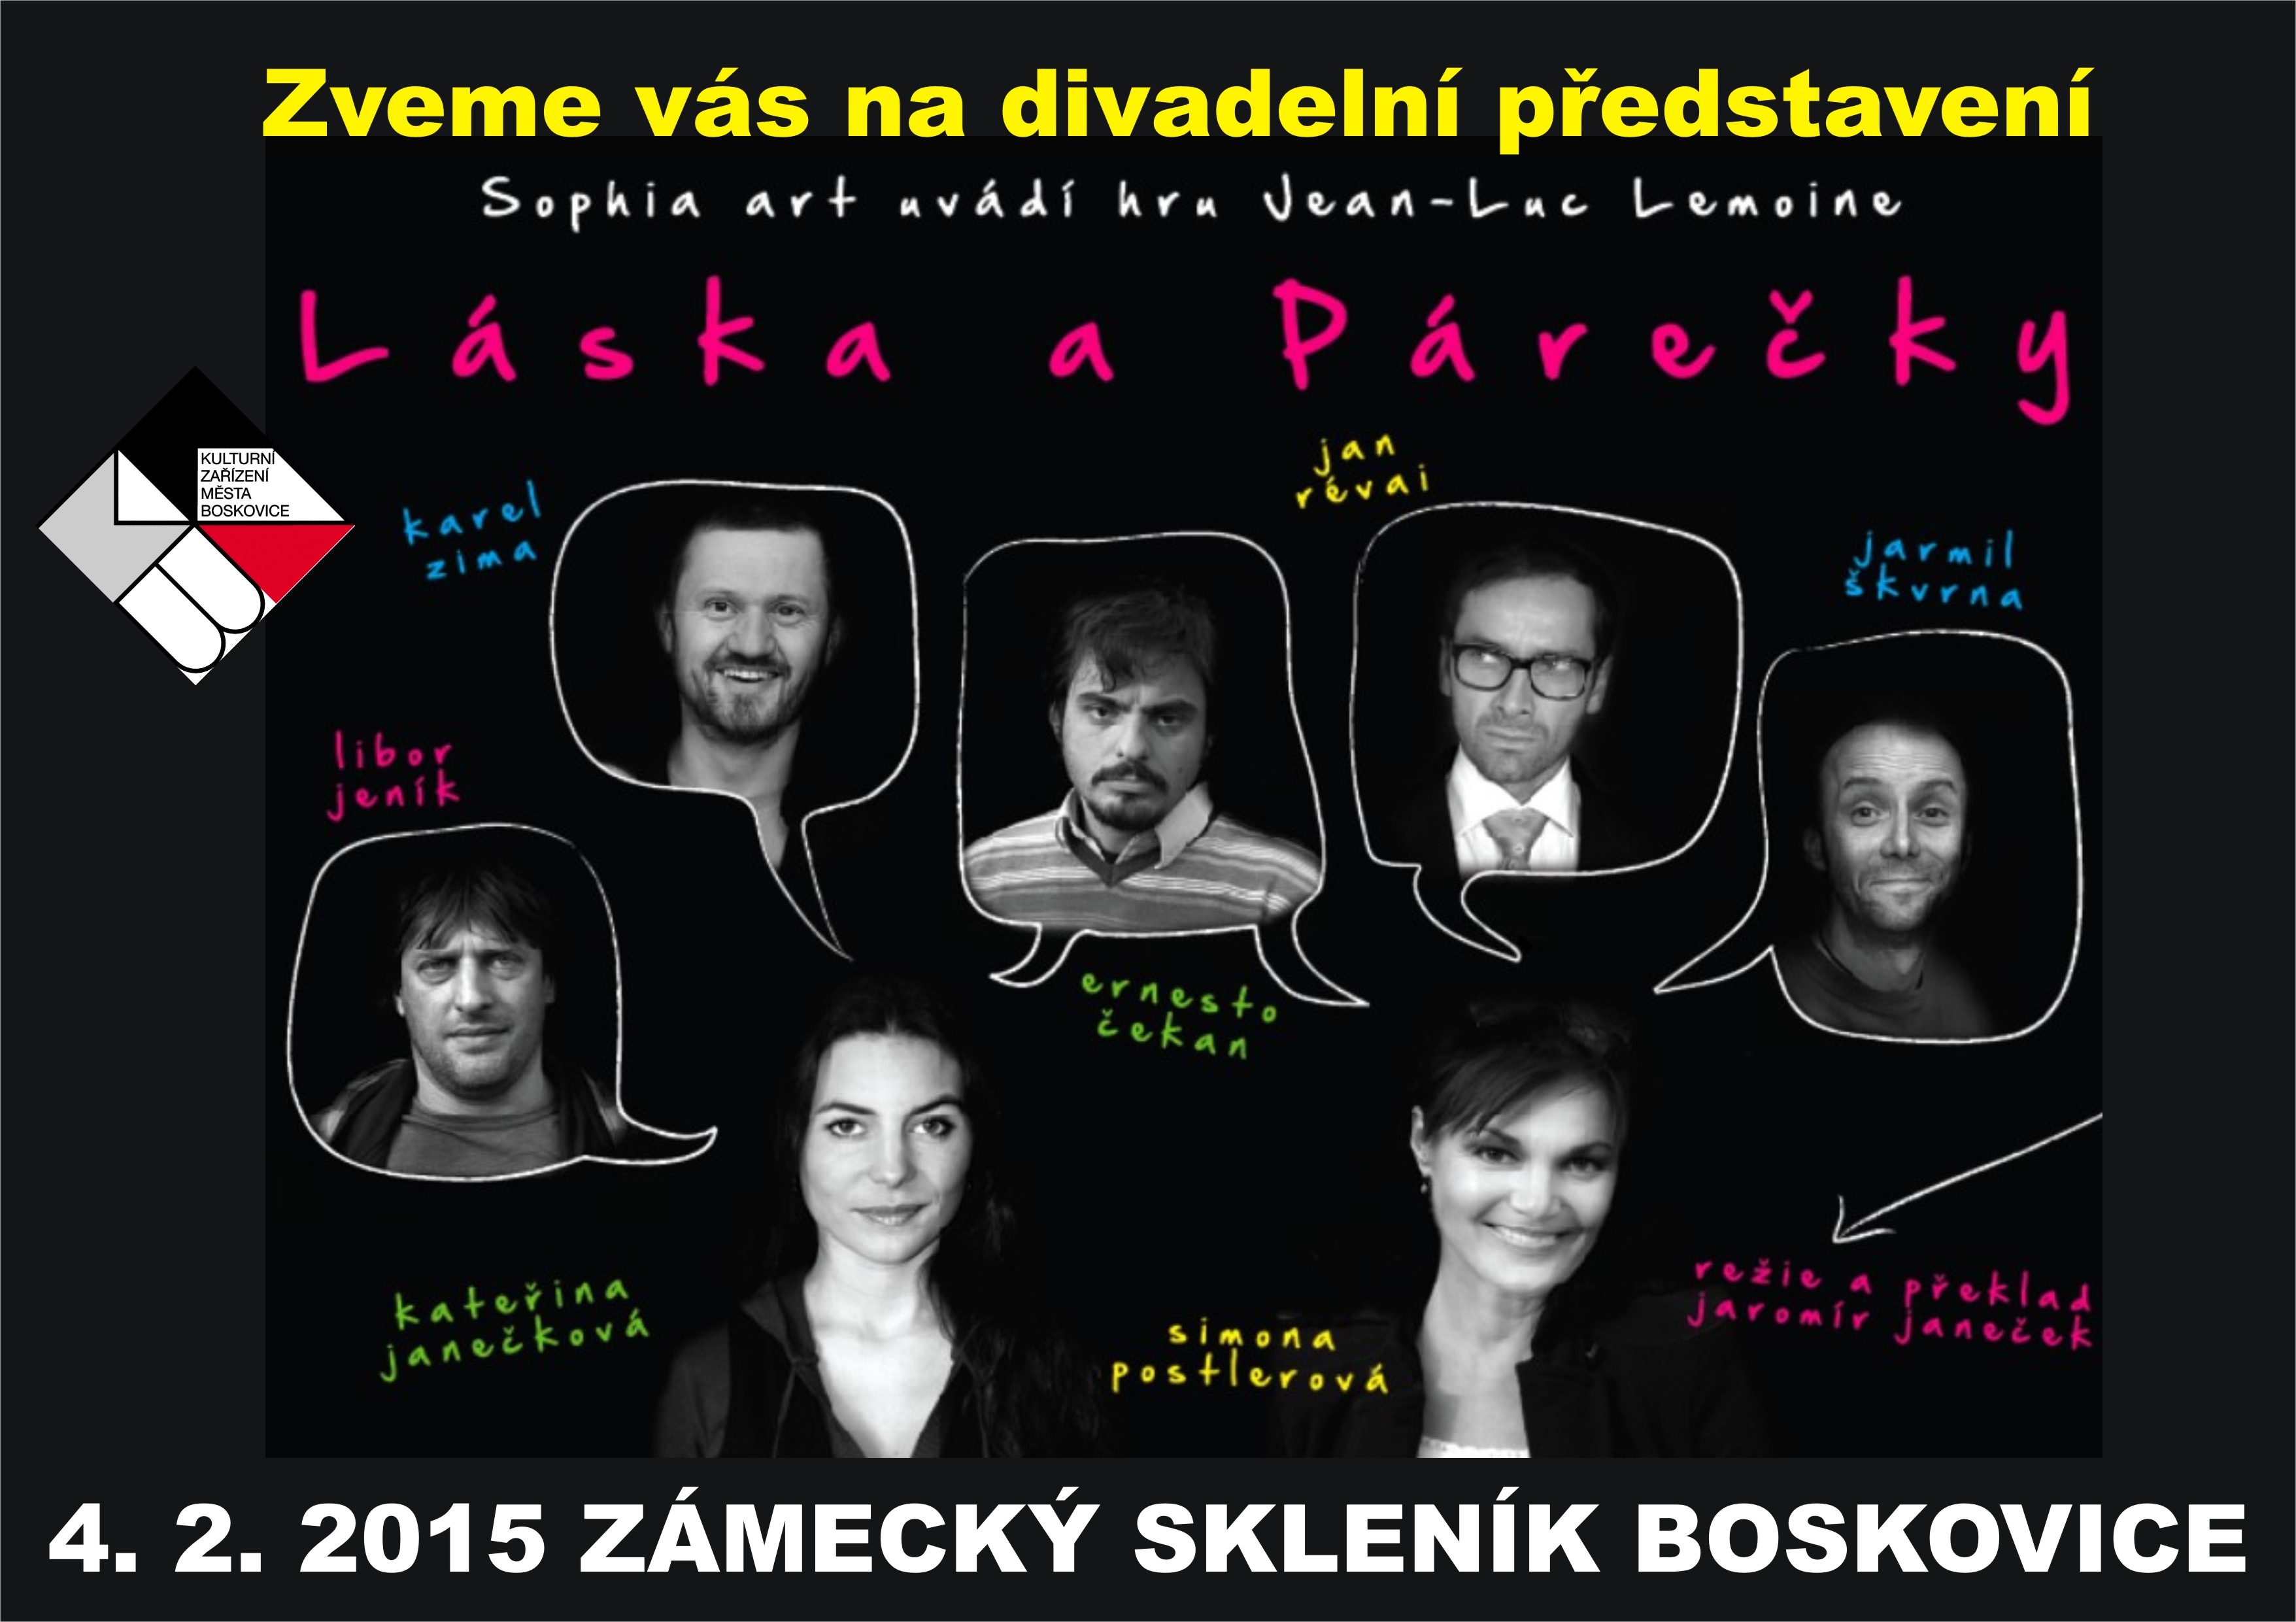 Zveme vás na divadelní představení
Sophia art uvádí hru Jean-Luc Lemoine
Láska a Párečky
KULTURNÍ
ZAŘÍZENÍ
MĚSTA
BOSKOVICE
karel
zima
jan
révai
jarmil
škvrna
libor
jeník
ernesto
čekan
kateřina
janečková
simona
postlerová
režie a překlad
jaromír janeček
4. 2. 2015 ZÁMECKÝ SKLENÍK BOSKOVICE